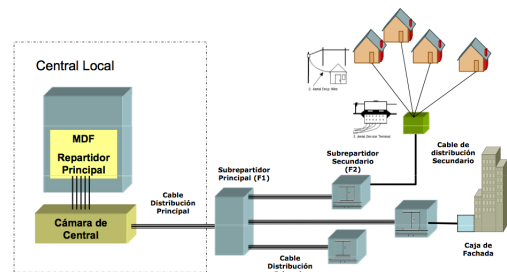 Central Local
MDF
Repartidor
Principal
Cámara de
Central
Cable
Distribución
Principal
Subrepartidor
Principal (F1)
Subrepartidor
Secundario
(F2)
Cable
Distribución
Cable de
distribución
Secundario
Caja de
Fachada